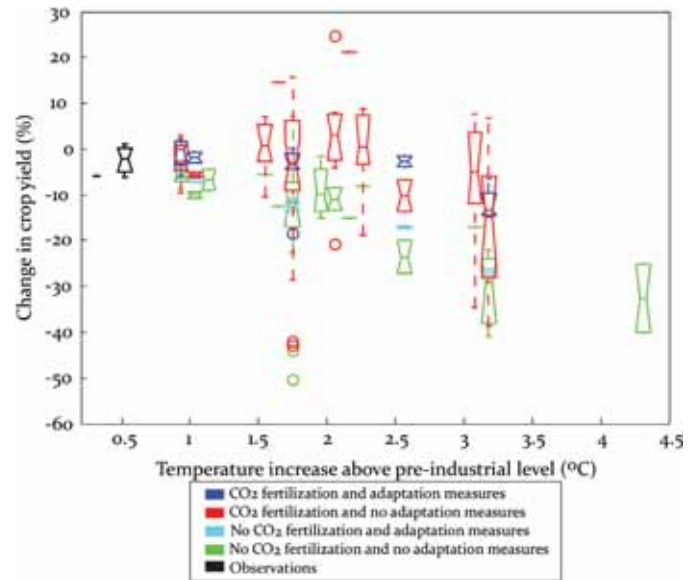 30
20
10
0
-10
-20
-30
-40
-50
-60
Change in crop yield (%)
0.5 1 1.5 2 2.5 3 3.5 4 4.5
Temperature increase above pre-industrial level (ºC)
CO2 fertilization and adaptation measures
CO2 fertilization and no adaptation measures
No CO2 fertilization and adaptation measures
No CO2 fertilization and no adaptation measures
Observations